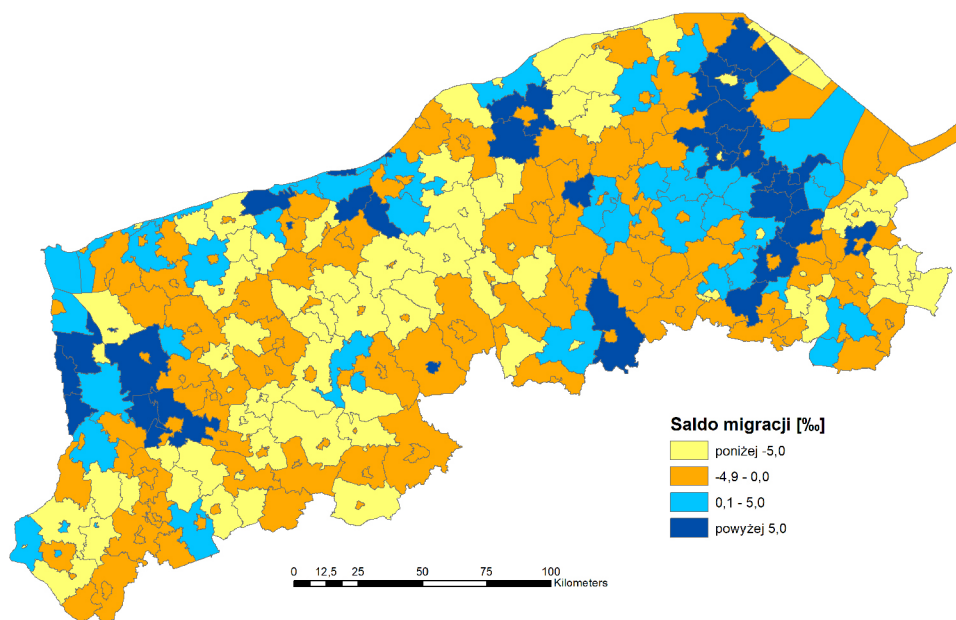 Saldo migracji [‰]
poniżej -5,0
-4,9 - 0,0
0,1 - 5,0
powyżej 5,0
0 12,5 25 50 75 100
Kilometers